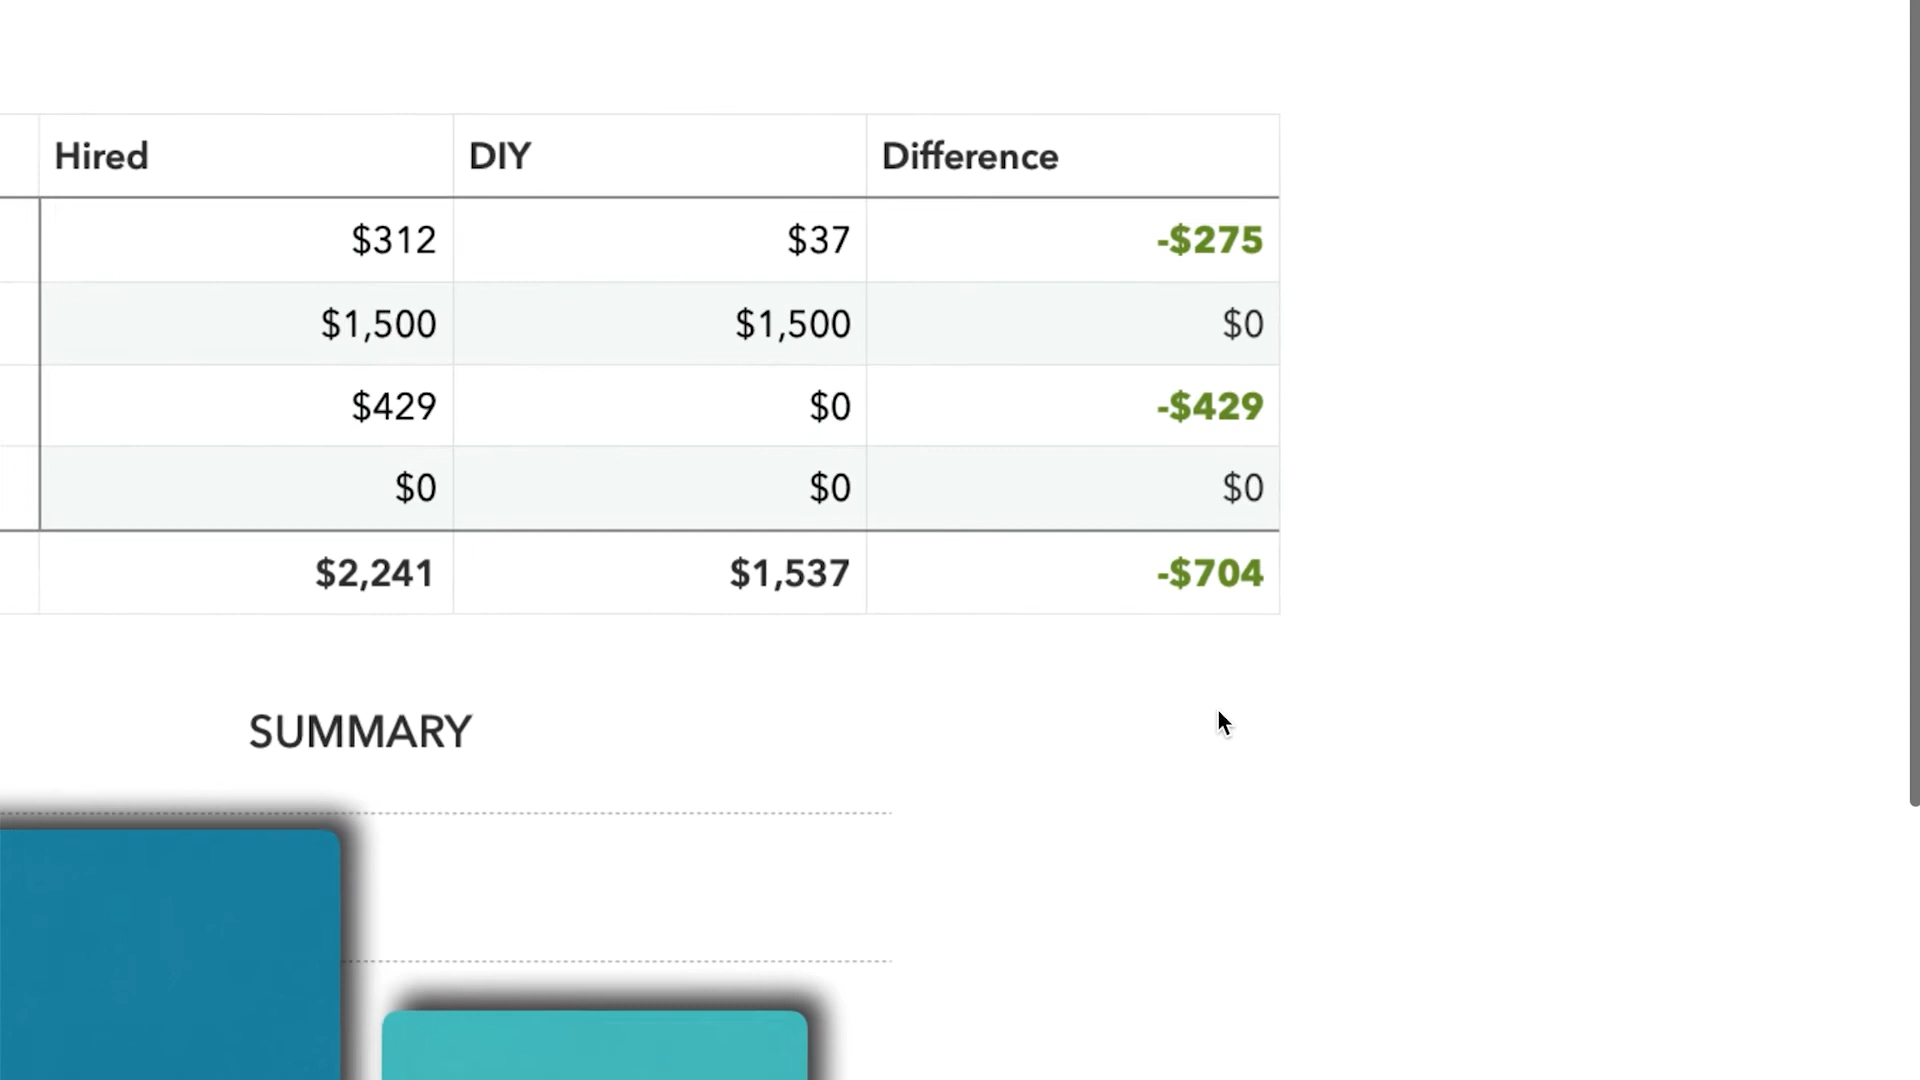 Hired DIY Difference
$312 $37 -$275
$1,500 $1,500 $0
$429 $0 -$429
$0 $0 $0
$2,241 $1,537 -$704
SUMMARY